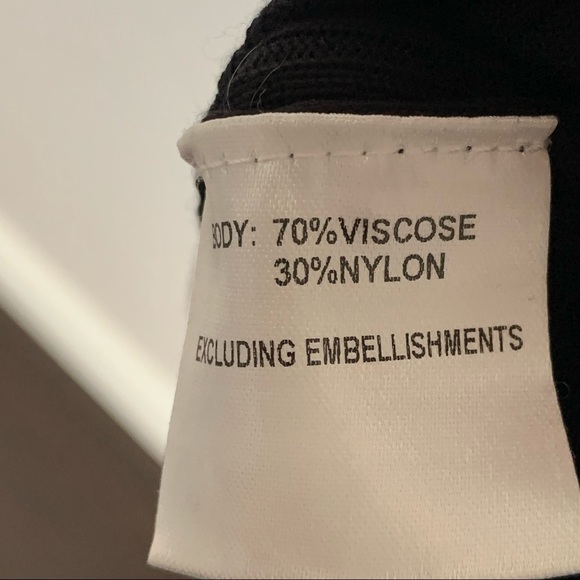 BODY: 70%VISCOSE
30%NYLON
EXCLUDING EMBELLISHMENTS